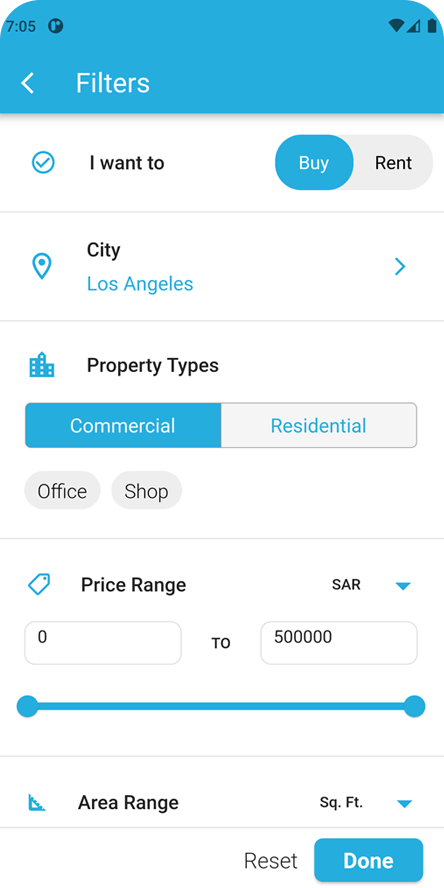 7:05
Filters
I want to
Buy
Rent
City
Los Angeles
Property Types
Commercial
Residential
Office
Shop
Price Range
SAR
0
TO
500000
Area Range
Sq. Ft.
Reset
Done